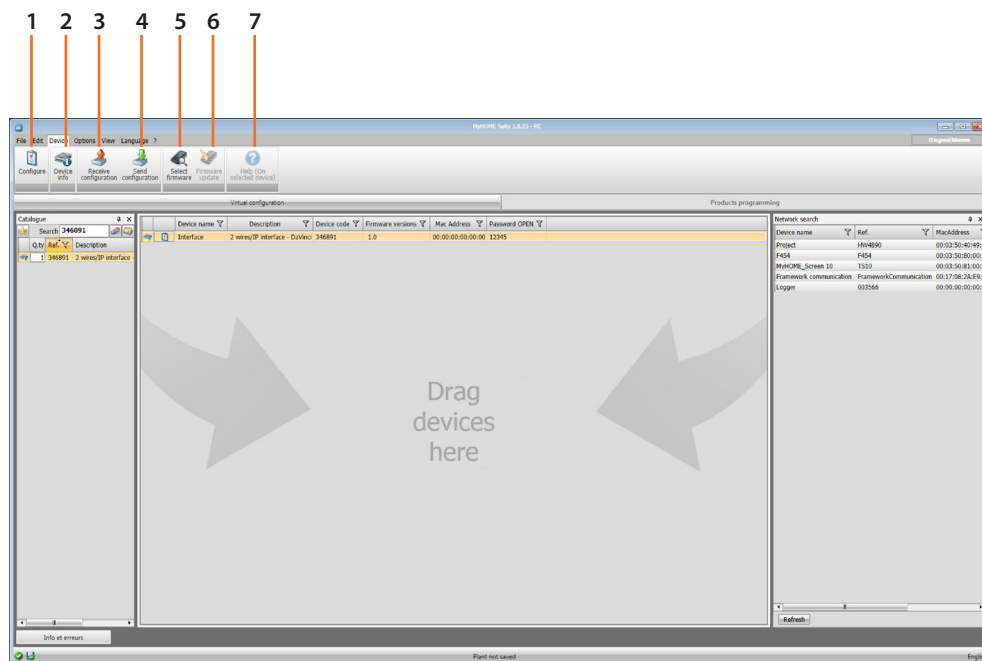 1 2 3 4 5 6 7
MyHOME Suite 1.0.25 - RC
File Edit Device Options View Language ?
Configure
Device info
Receive configuration
Send configuration
Select firmware
Firmware update
Help (On selected device)
Virtual configuration
Products programming
Catalogue
Search 346891
Q.ty Ref. Description
1 346891 2 wires/IP interface -
Device name Description Device code Firmware versions Mac Address Password OPEN
Interface 2 wires/IP interface - DaVinci 346891 1.0 00:00:00:00:00:00 12345
Drag
devices
here
Network search
Device name Ref. MacAddress
Project HW4890 00:03:50:40:49:
F454 F454 00:03:50:80:00:
MyHOME_Screen 10 TS10 00:03:50:81:00:
Framework communication FrameworkCommunication 00:17:08:2A:E9:
Logger 003566 00:00:00:00:00:
Refresh
Info et erreurs
Plant not saved
Engli